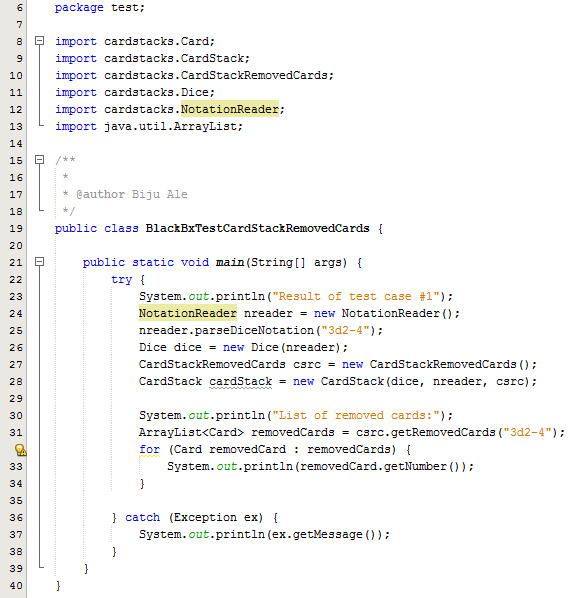 6 package test;
7
8 import cardstacks.Card;
9 import cardstacks.CardStack;
10 import cardstacks.CardStackRemovedCards;
11 import cardstacks.Dice;
12 import cardstacks.NotationReader;
13 import java.util.ArrayList;
14
15 /**
16 *
17 * @author Biju Ale
18 */
19 public class BlackBxTestCardStackRemovedCards {
20
21 public static void main(String[] args) {
22 try {
23 System.out.println("Result of test case #1");
24 NotationReader nreader = new NotationReader();
25 nreader.parseDiceNotation("3d2-4");
26 Dice dice = new Dice(nreader);
27 CardStackRemovedCards csrc = new CardStackRemovedCards();
28 CardStack cardStack = new CardStack(dice, nreader, csrc);
29
30 System.out.println("List of removed cards:");
31 ArrayList<Card> removedCards = csrc.getRemovedCards("3d2-4");
for (Card removedCard : removedCards) {
33 System.out.println(removedCard.getNumber());
34 }
35
36 } catch (Exception ex) {
37 System.out.println(ex.getMessage());
38 }
39 }
40 }